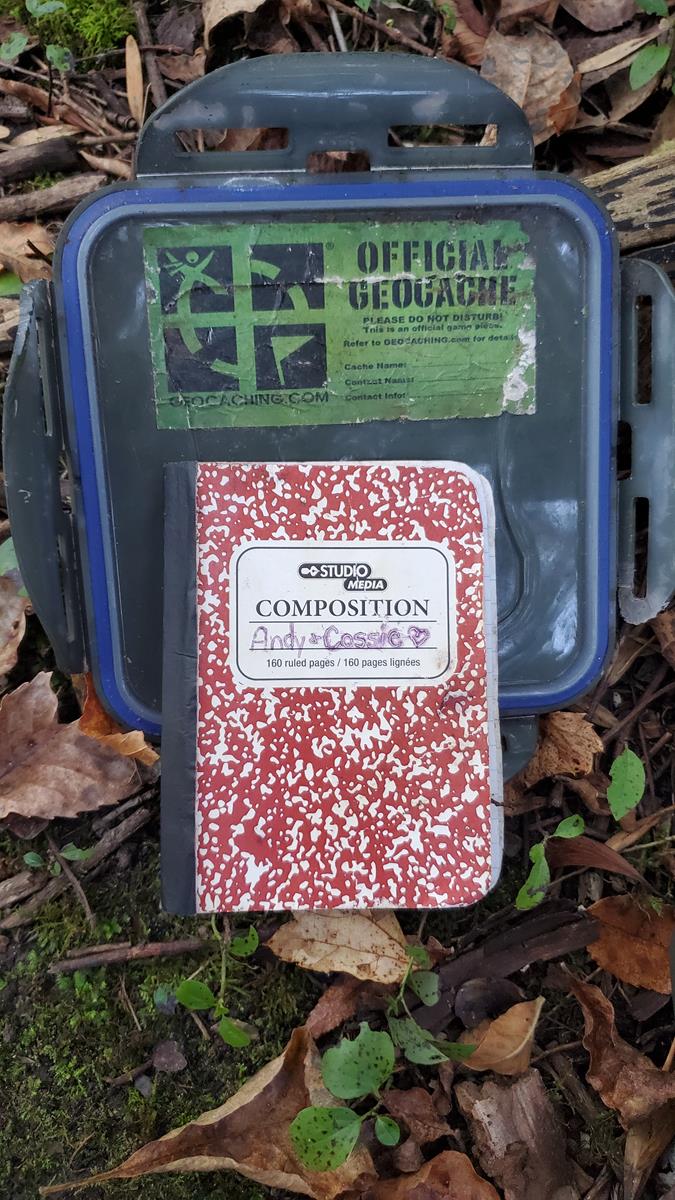 OFFICIAL
GEOCACHE
PLEASE DO NOT DISTURB!
This is an official game piece.
Refer to GEOCACHING.com for details
Cache Name:
Contact Name:
Contact Info:
GEOCACHING.COM
STUDIO
MEDIA
COMPOSITION
Andy + Cassie ♡
160 ruled pages / 160 pages lignées